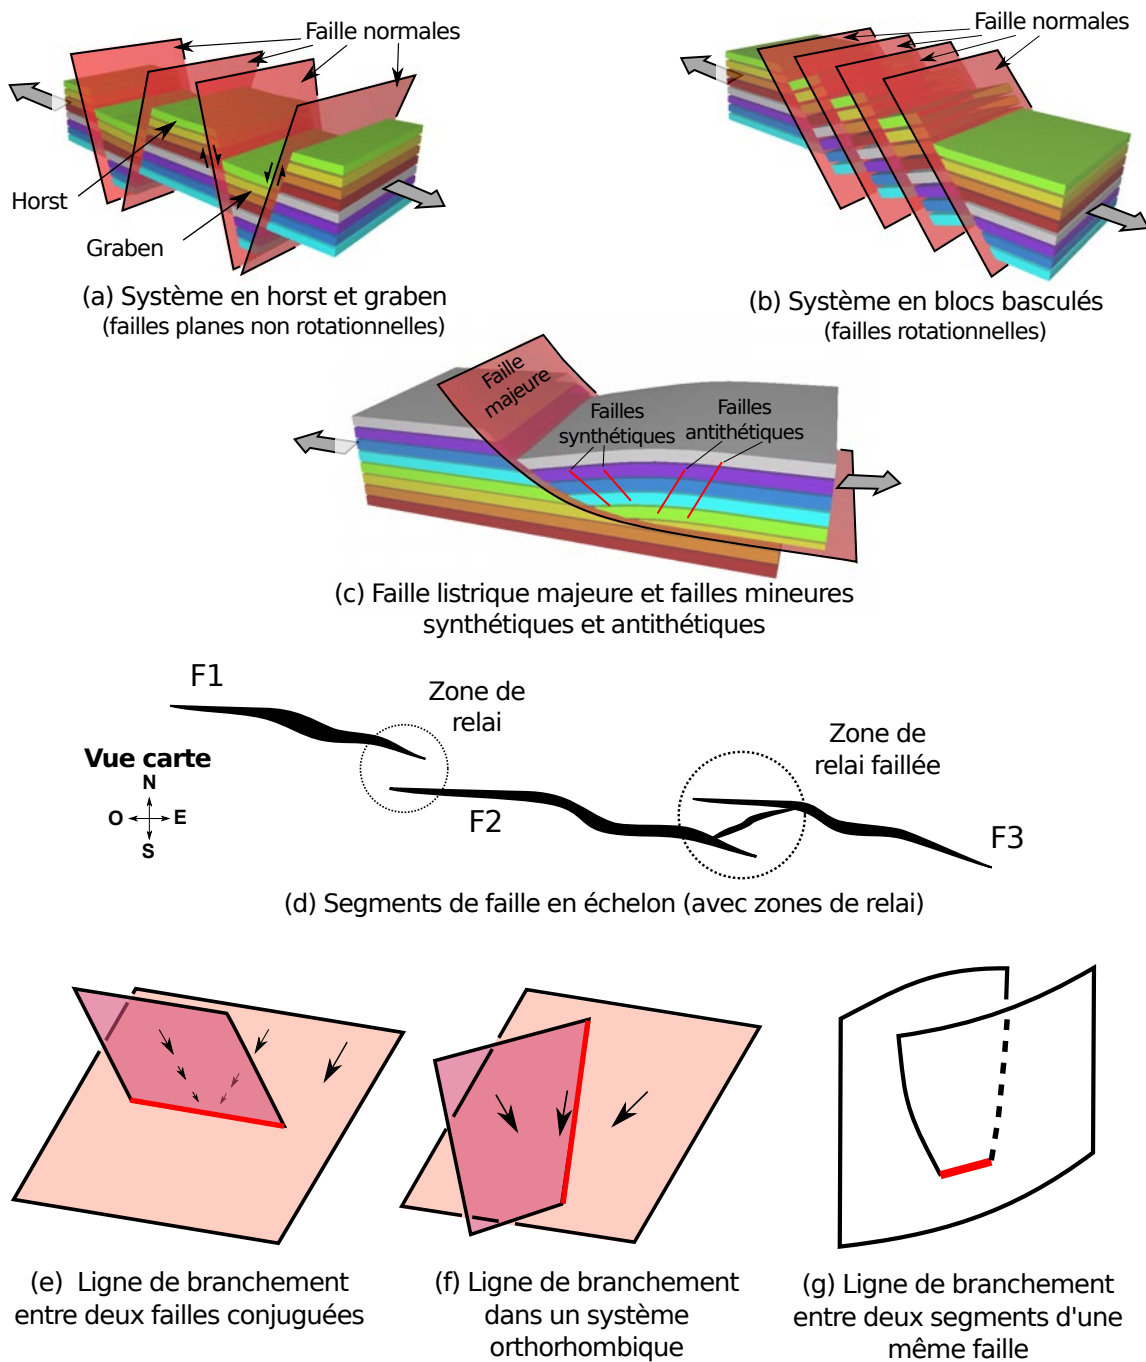 Faille normales
Horst
Graben
(a) Système en horst et graben
(failles planes non rotationnelles)
Faille normales
(b) Système en blocs basculés
(failles rotationnelles)
Faille
majeure
Failles
synthétiques
Failles
antithétiques
(c) Faille listrique majeure et failles mineures
synthétiques et antithétiques
F1
Zone de
relai
Vue carte
N
O E
S
F2
Zone de
relai faillée
F3
(d) Segments de faille en échelon (avec zones de relai)
(e) Ligne de branchement
entre deux failles conjuguées
(f) Ligne de branchement
dans un système
orthorhombique
(g) Ligne de branchement
entre deux segments d'une
même faille